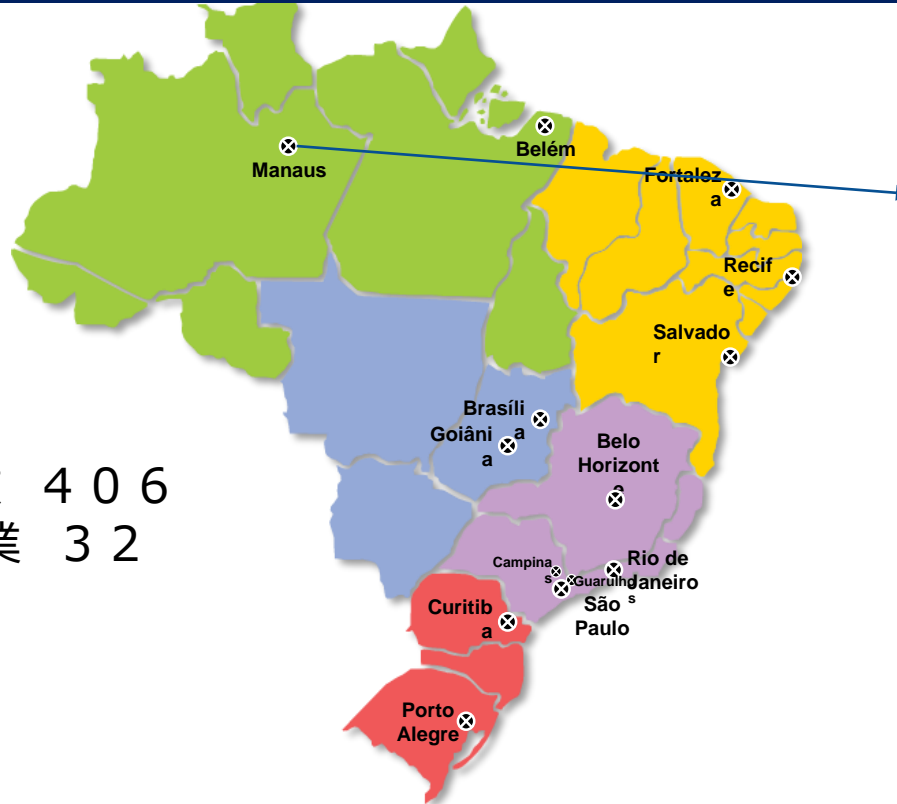 Belém
Manaus
Fortalez
a
Recif
e
Salvado
r
Brasíli
a
Goiâni
a
Belo
Horizont
e
４０６
業 ３２
Campina
s
Guarulho
s
Rio de
Janeiro
São
Paulo
Curitib
a
Porto
Alegre